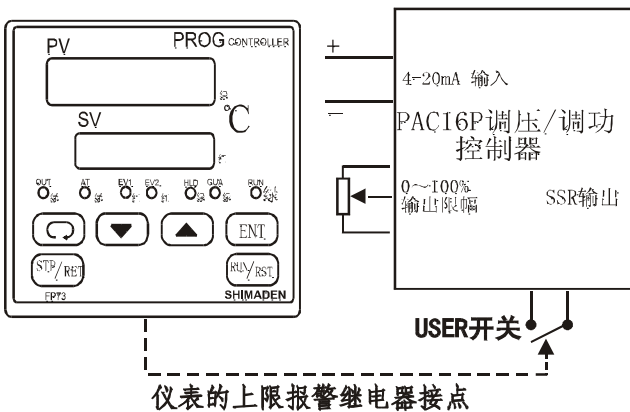 PV
PROG CONTROLLER
℃
SV
OUT
AT
EV1
EV2
HLD
GUA
RUN
ENT
STP/RET
RUN/RST
FP23
SHIMADEN
+
−
4-20mA 输入
PAC16P调压/调功
控制器
0～100%
输出限幅
SSR输出
USER开关
仪表的上限报警继电器接点